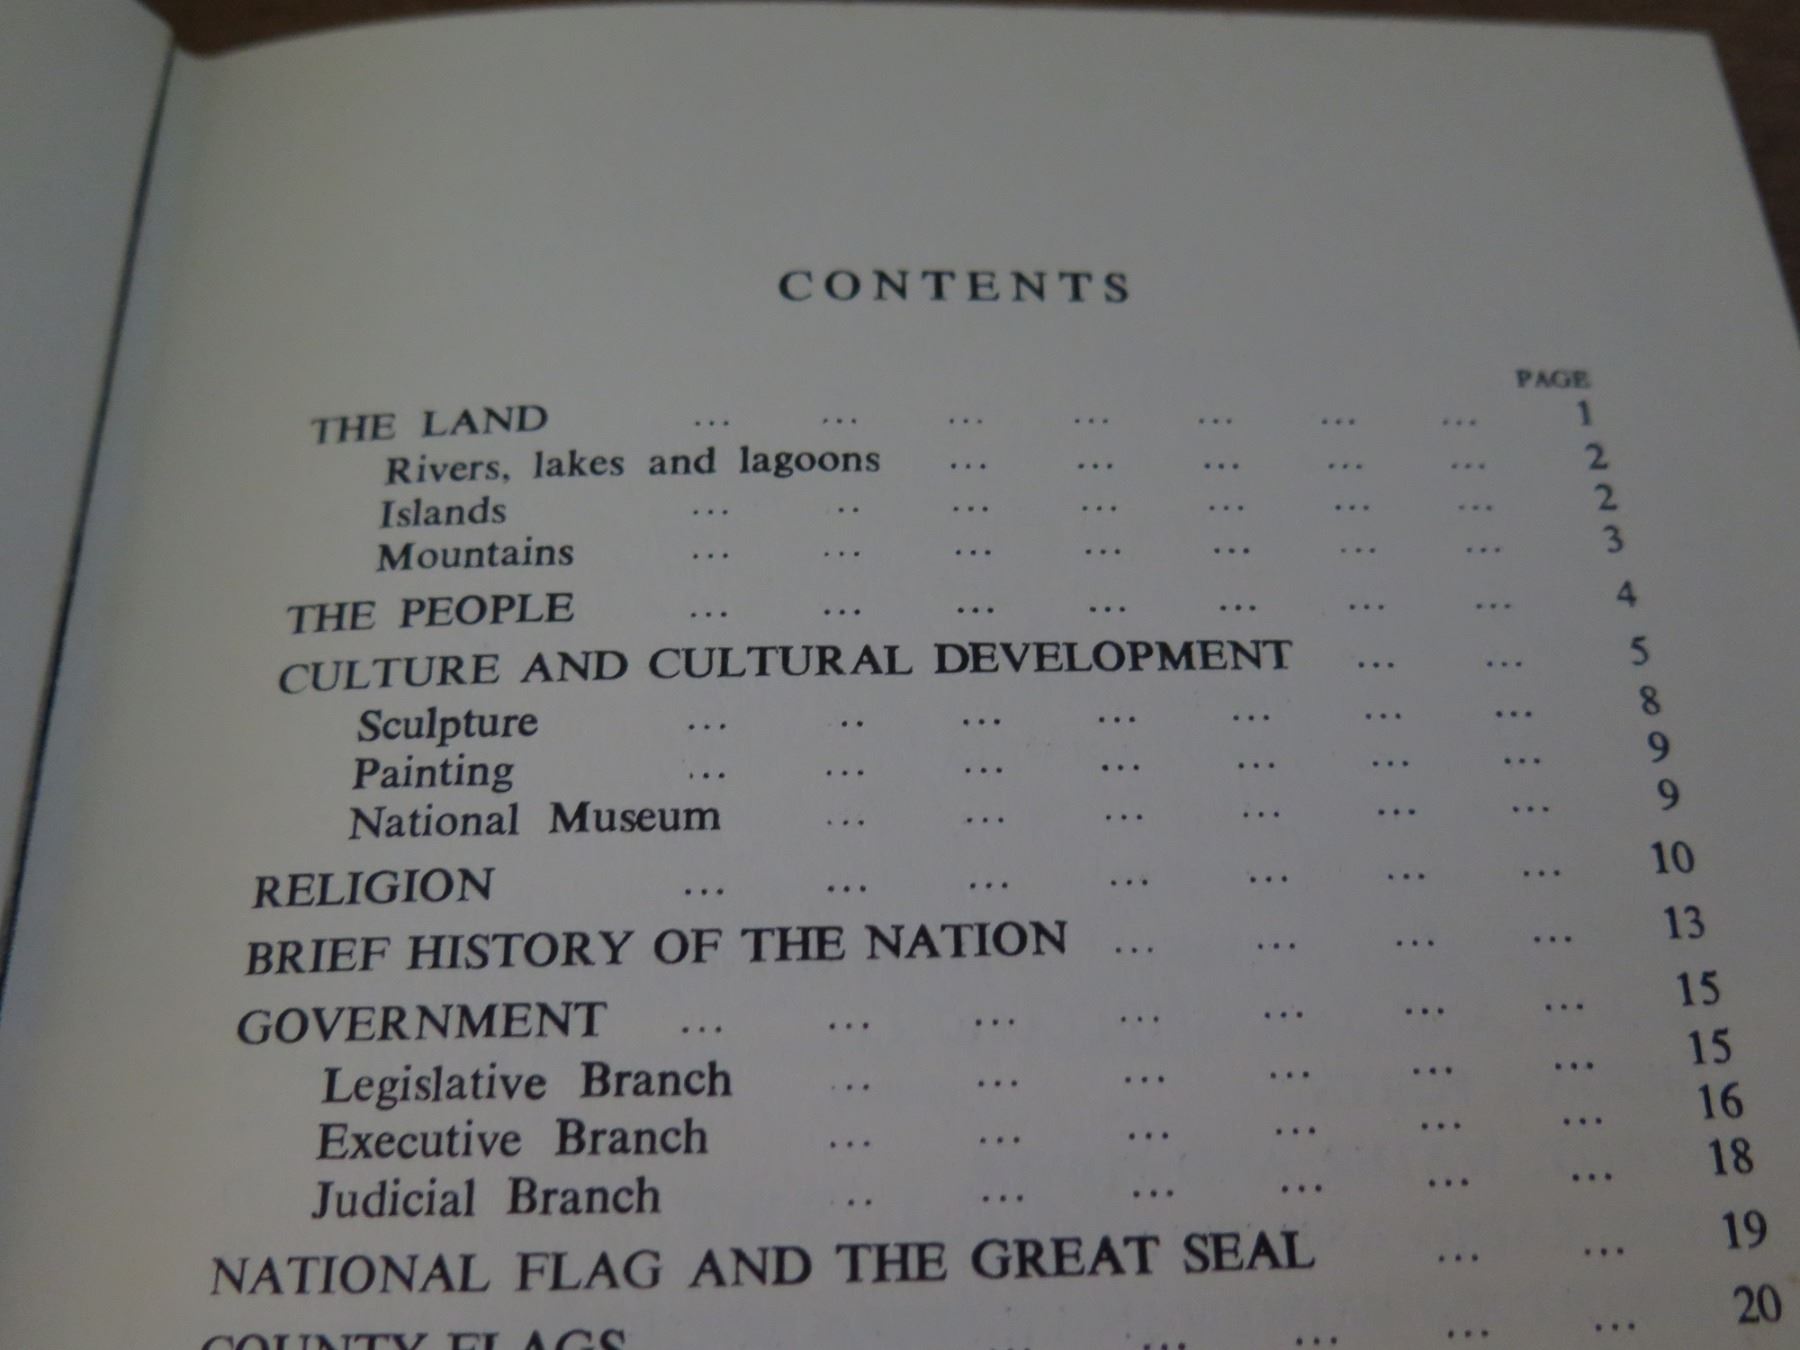 CONTENTS
PAGE
THE LAND ... ... ... ... ... ... ... 1
Rivers, lakes and lagoons ... ... ... ... ... 2
Islands ... .. ... ... ... ... ... 2
Mountains ... ... ... ... ... ... ... 3
THE PEOPLE ... ... ... ... ... ... ... 4
CULTURE AND CULTURAL DEVELOPMENT ... ... 5
Sculpture ... .. ... ... ... ... ... 8
Painting ... ... ... ... ... ... ... 9
National Museum ... ... ... ... ... ... 9
RELIGION ... ... ... ... ... ... ... 10
BRIEF HISTORY OF THE NATION ... ... ... ... 13
GOVERNMENT ... ... ... ... ... ... ... 15
Legislative Branch ... ... ... ... ... ... 15
Executive Branch ... ... ... ... ... ... 16
Judicial Branch .. ... ... ... ... ... 18
NATIONAL FLAG AND THE GREAT SEAL ... ... 19
COUNTY FLAGS ... ... ... ... ... 20